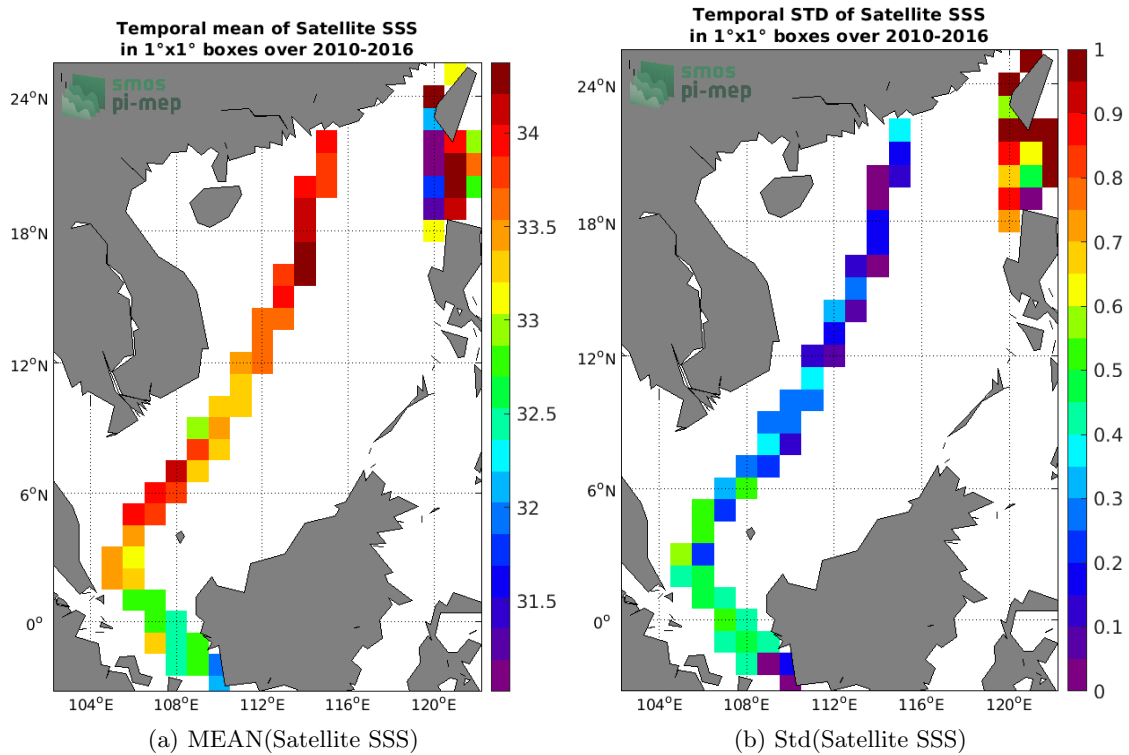 Temporal mean of Satellite SSS
in 1°x1° boxes over 2010-2016
smos
pi-mep
24°N
18°N
12°N
6°N
0°
104°E
108°E
112°E
116°E
120°E
34
33.5
33
32.5
32
31.5
(a) MEAN(Satellite SSS)
Temporal STD of Satellite SSS
in 1°x1° boxes over 2010-2016
smos
pi-mep
24°N
18°N
12°N
6°N
0°
104°E
108°E
112°E
116°E
120°E
1
0.9
0.8
0.7
0.6
0.5
0.4
0.3
0.2
0.1
0
(b) Std(Satellite SSS)